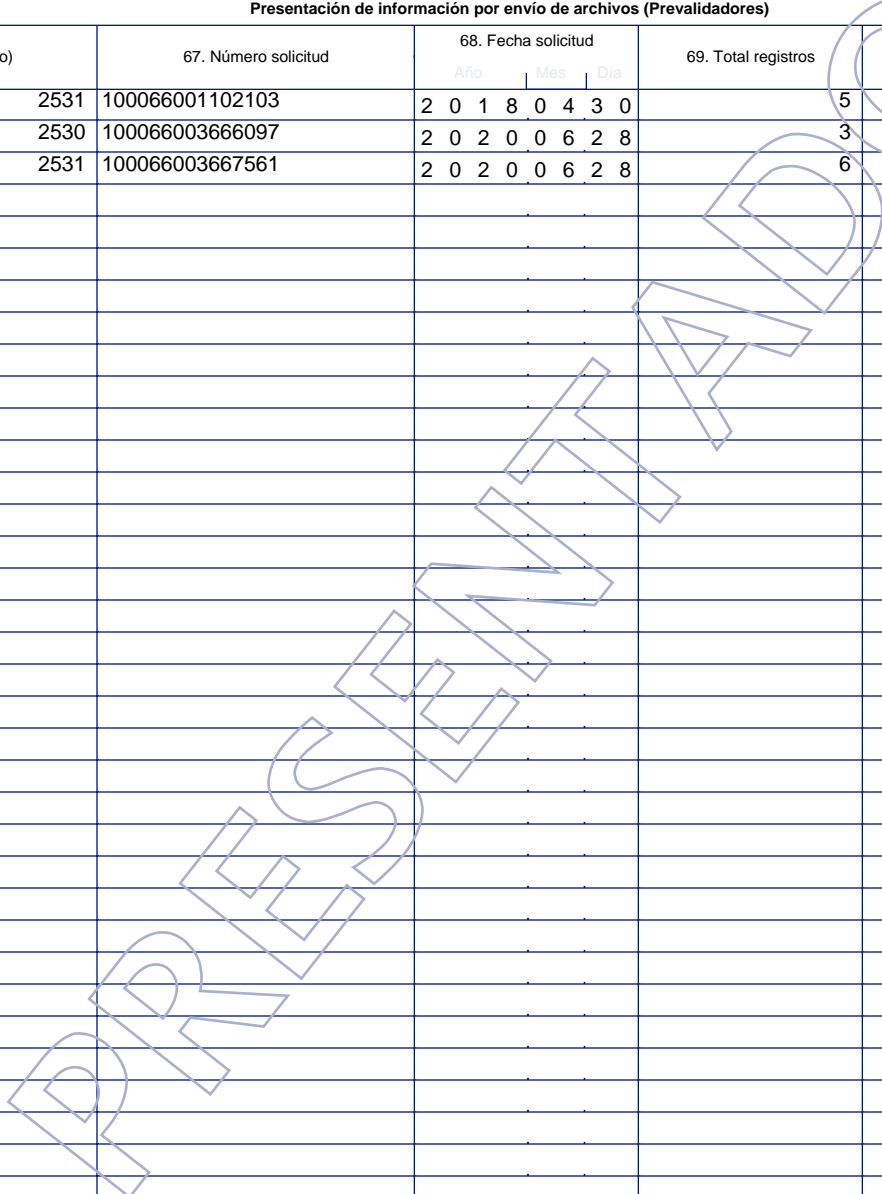 Presentación de información por envío de archivos (Prevalidadores)
o) 67. Número solicitud 68. Fecha solicitud 69. Total registros
Año Mes Día
2531 100066001102103 2 0 1 8 0 4 3 0 5
2530 100066003666097 2 0 2 0 0 6 2 8 3
2531 100066003667561 2 0 2 0 0 6 2 8 6
PRESENTADO